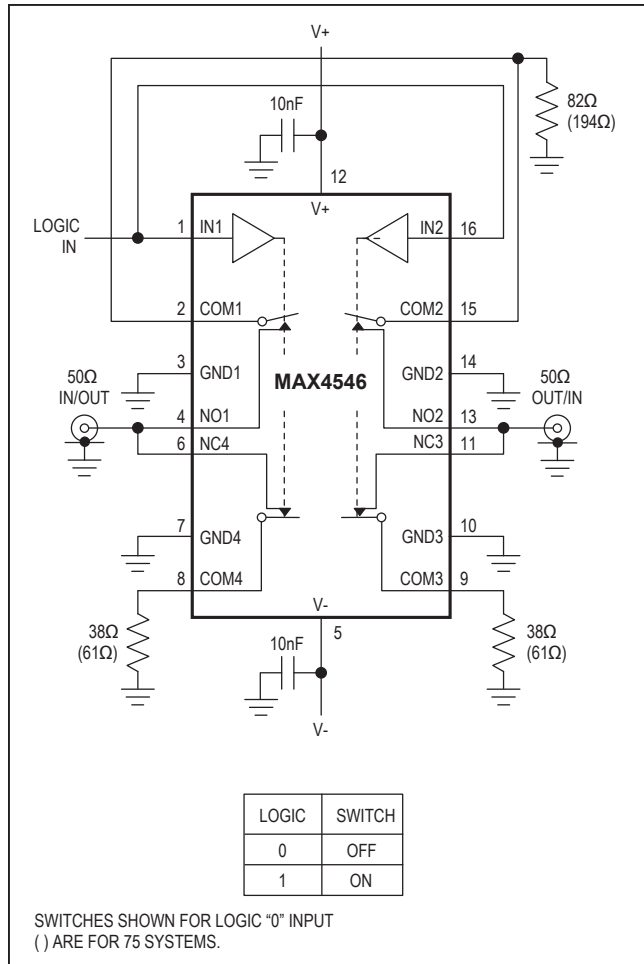 V+
10nF
82Ω
(194Ω)
12
V+
LOGIC
IN
1
IN1
IN2
16
2
COM1
COM2
15
3
GND1
MAX4546
GND2
14
50Ω
IN/OUT
50Ω
OUT/IN
4
NO1
NO2
13
6
NC4
NC3
11
7
GND4
GND3
10
8
COM4
COM3
9
V-
5
38Ω
(61Ω)
10nF
38Ω
(61Ω)
V-
LOGIC SWITCH
0 OFF
1 ON
SWITCHES SHOWN FOR LOGIC “0” INPUT
( ) ARE FOR 75 SYSTEMS.